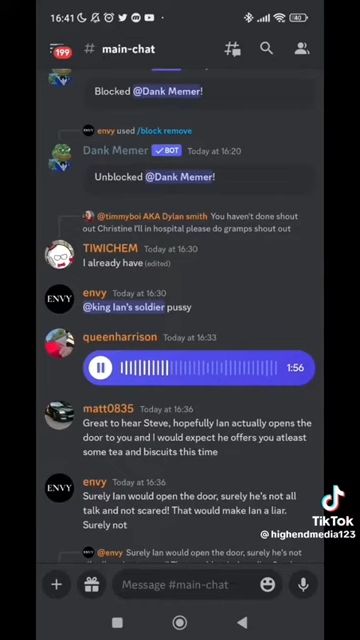 16:41
40
199
# main-chat
Blocked @Dank Memer!
envy used /block remove
Dank Memer ✓ BOT Today at 16:20
Unblocked @Dank Memer!
@timmyboi AKA Dylan smith You haven't done shout
out Christine I'll in hospital please do gramps shout out
TIWICHEM Today at 16:30
I already have (edited)
ENVY
envy Today at 16:30
@king Ian's soldier pussy
queenharrison Today at 16:33
1:56
matt0835 Today at 16:36
Great to hear Steve, hopefully Ian actually opens the
door to you and I would expect he offers you atleast
some tea and biscuits this time
ENVY
envy Today at 16:36
Surely Ian would open the door, surely he's not all
talk and not scared! That would make Ian a liar.
Surely not
TikTok
@highendmedia123
@envy Surely Ian would open the door, surely he's not
Message #main-chat